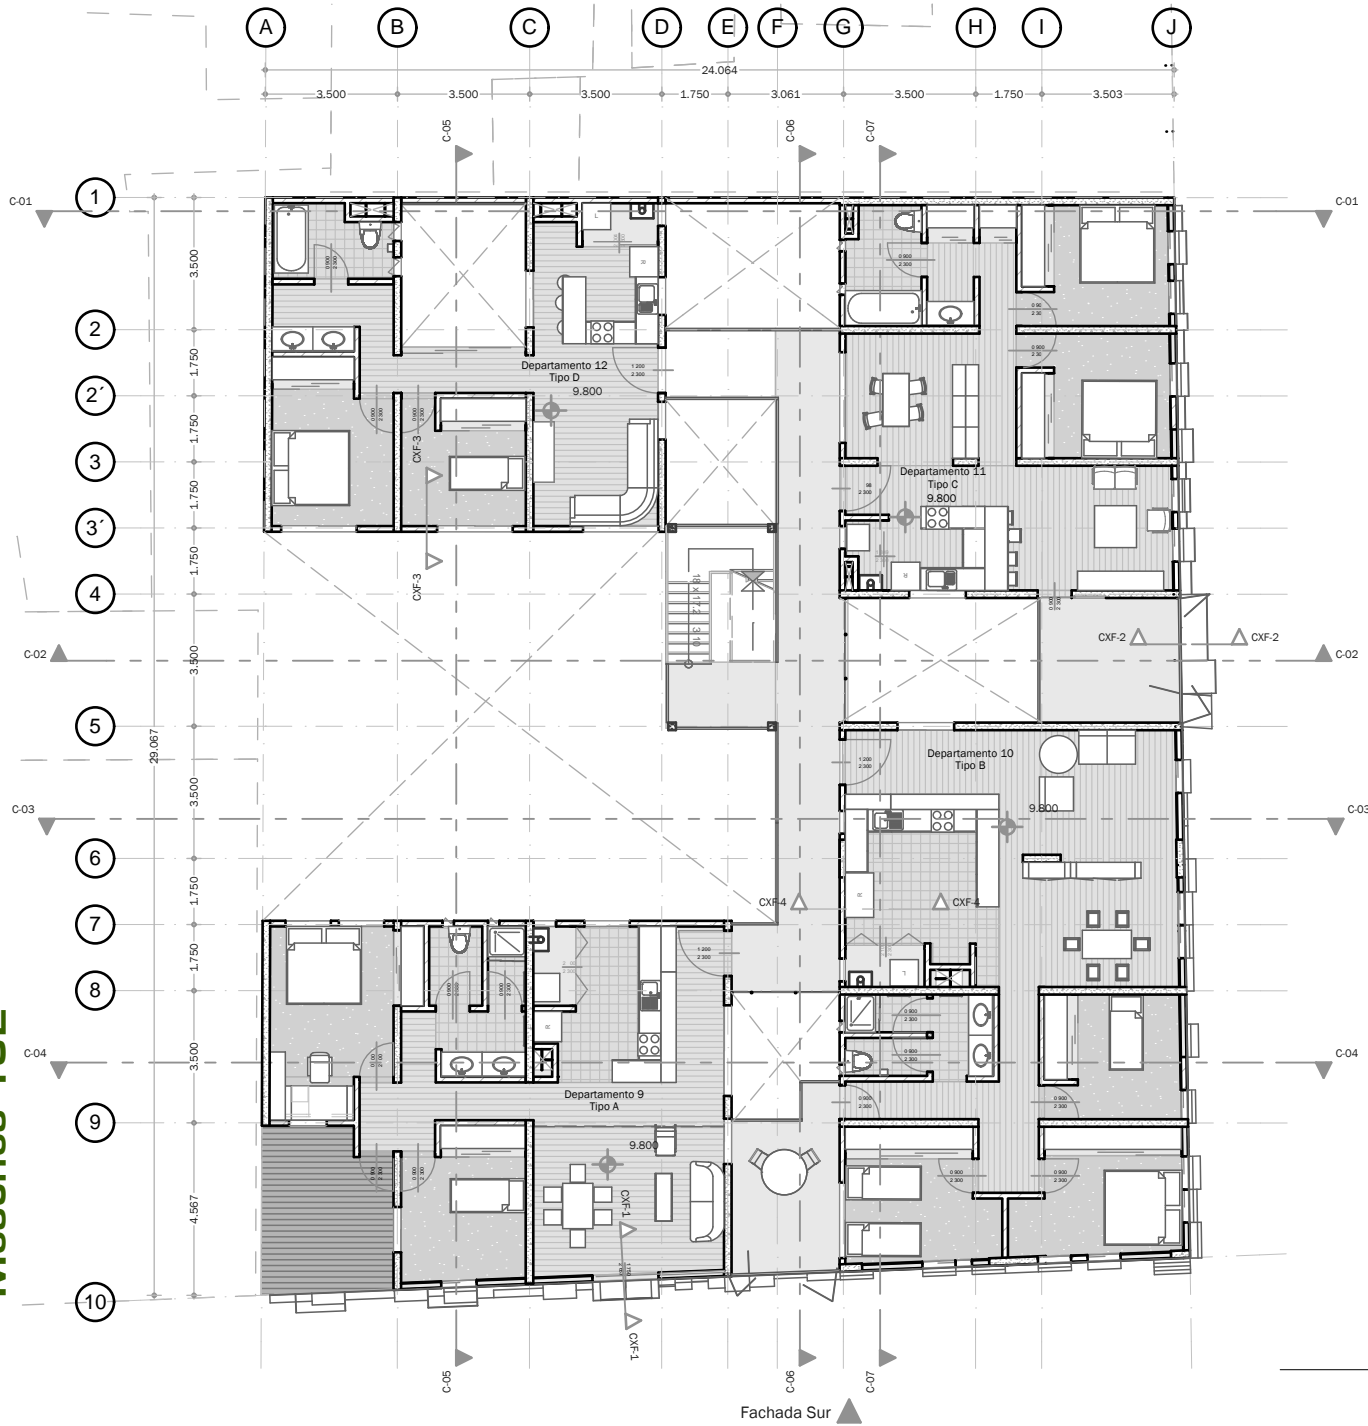 A B C D E F G H I J
24.064
3.500 3.500 3.500 1.750 3.061 3.500 1.750 3.503
C-05 C-06 C-07
C-01 1 C-01
3.500
2
1.750
Departamento 12
Tipo D
9.800
2´
1.750
CXF-3
3
Departamento 11
Tipo C
9.800
1.750
3´
1.750
CXF-3
4
18 x 17.2 3.10
CXF-2 CXF-2
C-02 3.500 C-02
5
29.067
Departamento 10
Tipo B
9.800
3.500
C-03 C-03
6
1.750
CXF-4 CXF-4
7
1.750
8
3.500
C-04 C-04
Departamento 9
Tipo A
9.800
9
4.567
CXF-1
10
CXF-1
C-05 C-06 C-07
Fachada Sur